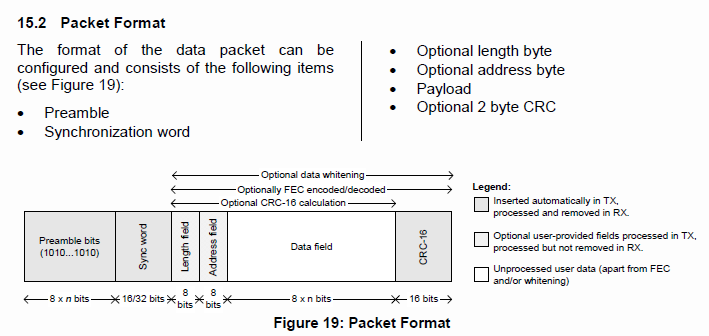 15.2 Packet Format
The format of the data packet can be
configured and consists of the following items
(see Figure 19):
• Preamble
• Synchronization word
• Optional length byte
• Optional address byte
• Payload
• Optional 2 byte CRC
Optional data whitening
Optionally FEC encoded/decoded
Optional CRC-16 calculation
Preamble bits
(1010...1010)
Sync word
Length field
Address field
Data field
CRC-16
8 x n bits
16/32 bits
8
bits
8
bits
8 x n bits
16 bits
Legend:
Inserted automatically in TX,
processed and removed in RX.
Optional user-provided fields processed in TX,
processed but not removed in RX.
Unprocessed user data (apart from FEC
and/or whitening)
Figure 19: Packet Format